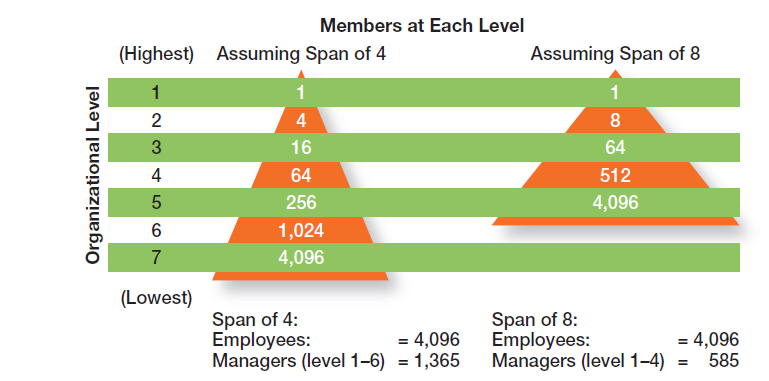 Members at Each Level
(Highest) Assuming Span of 4 Assuming Span of 8
Organizational Level
1 1 1
2 4 8
3 16 64
4 64 512
5 256 4,096
6 1,024
7 4,096
(Lowest)
Span of 4: Span of 8:
Employees: = 4,096 Employees: = 4,096
Managers (level 1–6) = 1,365 Managers (level 1–4) = 585